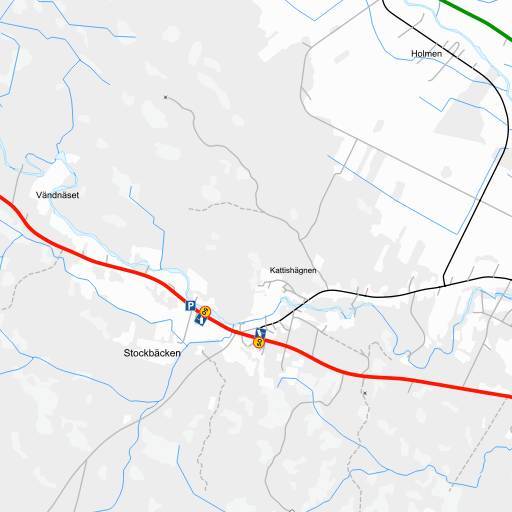 Holmen
Vändnäset
Kattishägnen
P
Stockbäcken